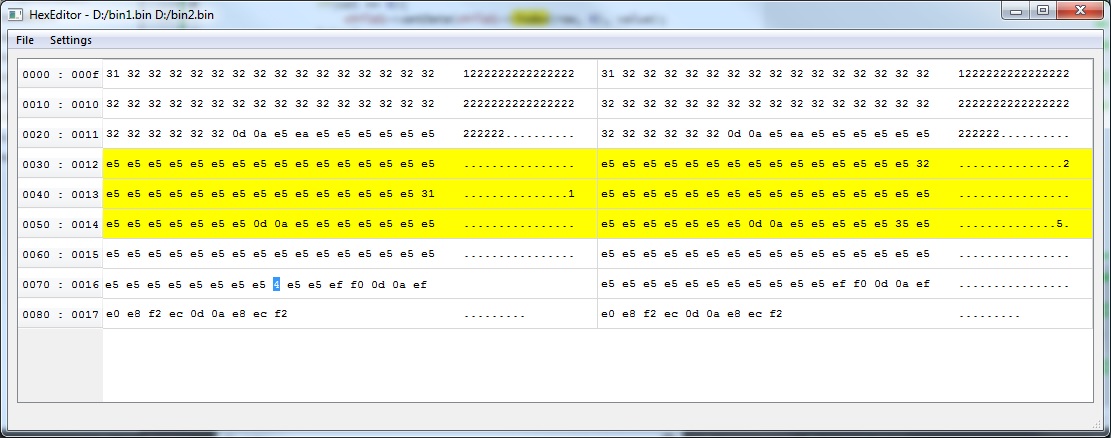 HexEditor - D:/bin1.bin D:/bin2.bin
File Settings
0000 : 000f 31 32 32 32 32 32 32 32 32 32 32 32 32 32 32 32 1222222222222222 31 32 32 32 32 32 32 32 32 32 32 32 32 32 32 32 1222222222222222
0010 : 0010 32 32 32 32 32 32 32 32 32 32 32 32 32 32 32 32 2222222222222222 32 32 32 32 32 32 32 32 32 32 32 32 32 32 32 32 2222222222222222
0020 : 0011 32 32 32 32 32 32 0d 0a e5 ea e5 e5 e5 e5 e5 e5 222222.......... 32 32 32 32 32 32 0d 0a e5 ea e5 e5 e5 e5 e5 e5 222222..........
0030 : 0012 e5 e5 e5 e5 e5 e5 e5 e5 e5 e5 e5 e5 e5 e5 e5 e5 ................ e5 e5 e5 e5 e5 e5 e5 e5 e5 e5 e5 e5 e5 e5 e5 32 ...............2
0040 : 0013 e5 e5 e5 e5 e5 e5 e5 e5 e5 e5 e5 e5 e5 e5 e5 31 ...............1 e5 e5 e5 e5 e5 e5 e5 e5 e5 e5 e5 e5 e5 e5 e5 e5 ................
0050 : 0014 e5 e5 e5 e5 e5 e5 e5 0d 0a e5 e5 e5 e5 e5 e5 e5 ................ e5 e5 e5 e5 e5 e5 e5 0d 0a e5 e5 e5 e5 e5 35 e5 ..............5.
0060 : 0015 e5 e5 e5 e5 e5 e5 e5 e5 e5 e5 e5 e5 e5 e5 e5 e5 ................ e5 e5 e5 e5 e5 e5 e5 e5 e5 e5 e5 e5 e5 e5 e5 e5 ................
0070 : 0016 e5 e5 e5 e5 e5 e5 e5 e5 4 e5 e5 ef f0 0d 0a ef e5 e5 e5 e5 e5 e5 e5 e5 e5 e5 e5 ef f0 0d 0a ef ................
0080 : 0017 e0 e8 f2 ec 0d 0a e8 ec f2 ......... e0 e8 f2 ec 0d 0a e8 ec f2 .........